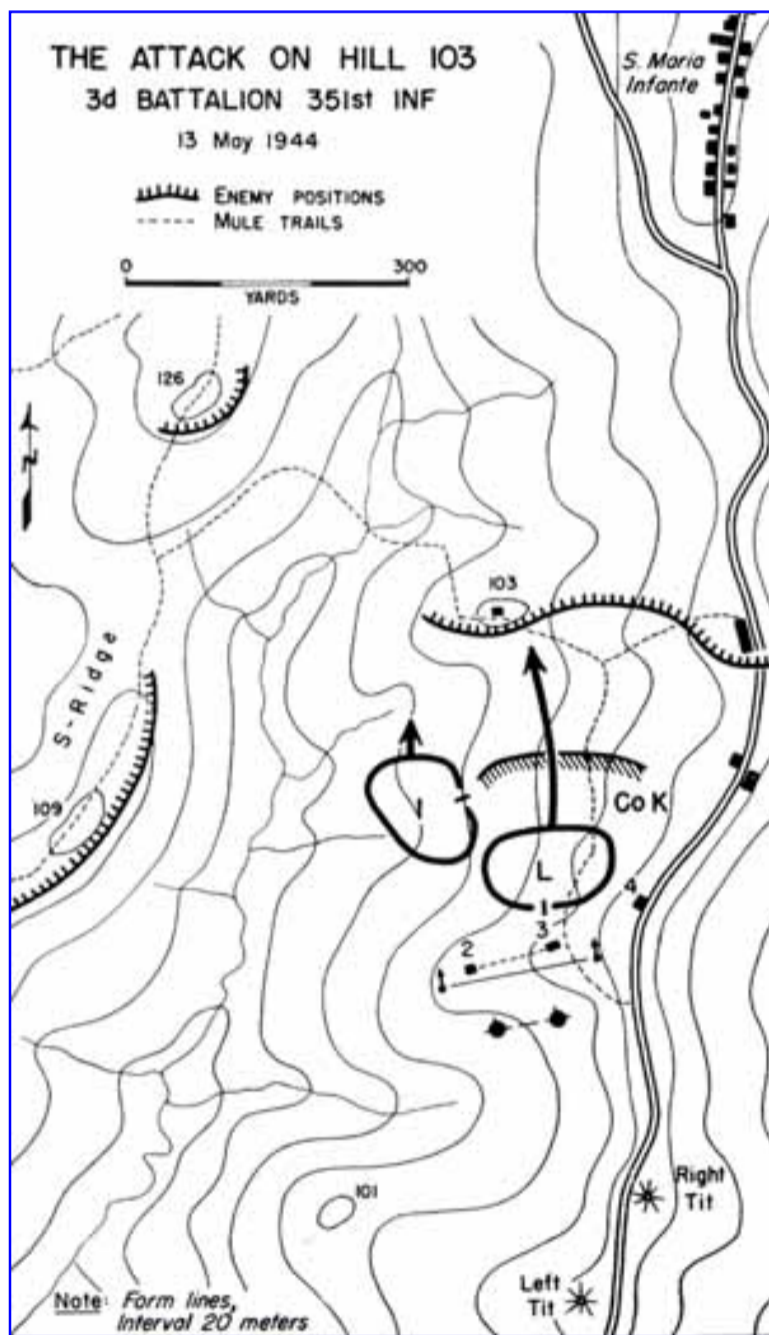 THE ATTACK ON HILL 103
3d BATTALION 351st INF
13 May 1944
ENEMY POSITIONS
MULE TRAILS
0 300
YARDS
S. Maria
Infante
126
N
103
S-Ridge
109
I
Co K
L
4
3
2
101
Right
Tit
Left
Tit
Note: Form lines,
Interval 20 meters